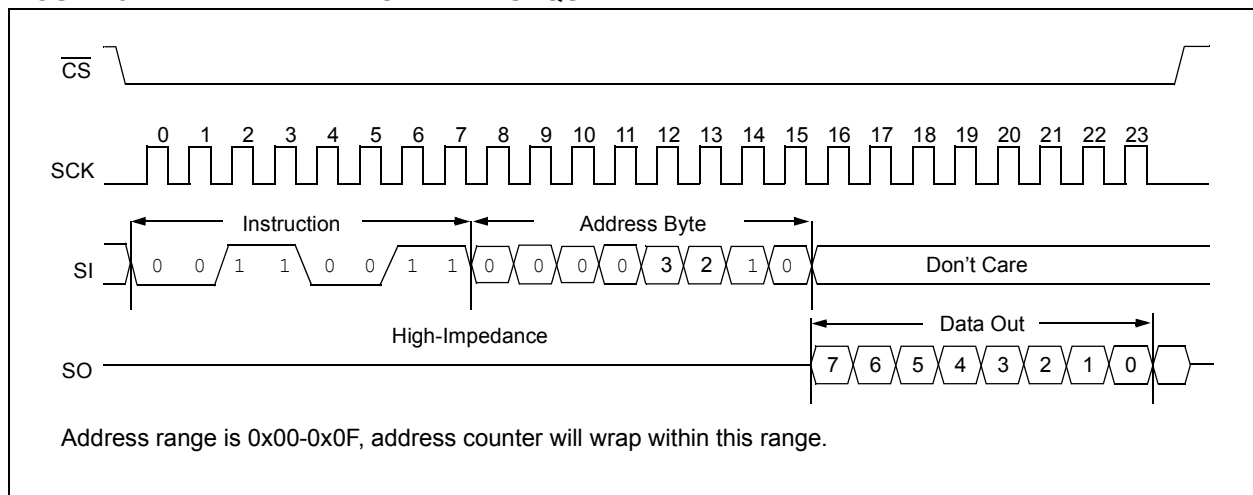 CS
0 1 2 3 4 5 6 7 8 9 10 11 12 13 14 15 16 17 18 19 20 21 22 23
SCK
Instruction Address Byte
SI 0 0 1 1 0 0 1 1 0 0 0 0 3 2 1 0 Don't Care
High-Impedance Data Out
SO 7 6 5 4 3 2 1 0
Address range is 0x00-0x0F, address counter will wrap within this range.